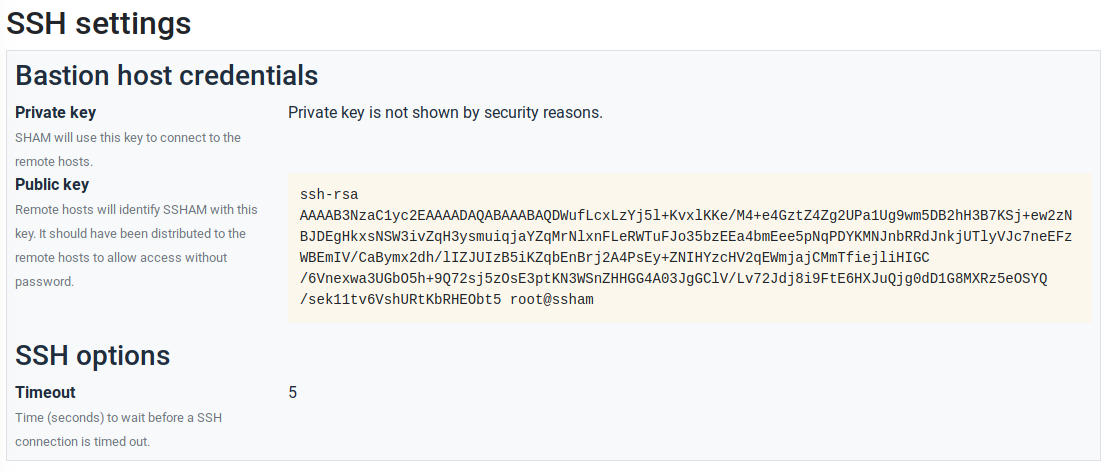 SSH settings
Bastion host credentials
Private key
Private key is not shown by security reasons.
SHAM will use this key to connect to the
remote hosts.
Public key
Remote hosts will identify SSHAM with this
key. It should have been distributed to the
remote hosts to allow access without
password.
ssh-rsa
AAAAB3NzaC1yc2EAAAADAQABAAABAQDWufLcxLzYj5l+KvxlKKe/M4+e4GztZ4Zg2UPa1Ug9wm5DB2hH3B7KSj+ew2zN
BJDEgHkxsNSW3ivZqH3ysmuiqjaYZqMrNlxnFLeRWTuFJo35bzEEa4bmEee5pNqPDYKMNJnbRRdJnkjUTlyVJc7neEFz
WBEmIV/CaBymx2dh/lIZJUIzB5iKZqbEnBrj2A4PsEy+ZNIHYzcHV2qEWmjajCMmTfiejliHIGC
/6Vnexwa3UGbO5h+9Q72sj5zOsE3ptKN3WSnZHHGG4A03JgGClV/Lv72Jdj8i9FtE6HXJuQjg0dD1G8MXRz5eOSYQ
/sek11tv6VshURtKbRHEObt5 root@ssham
SSH options
Timeout
5
Time (seconds) to wait before a SSH
connection is timed out.